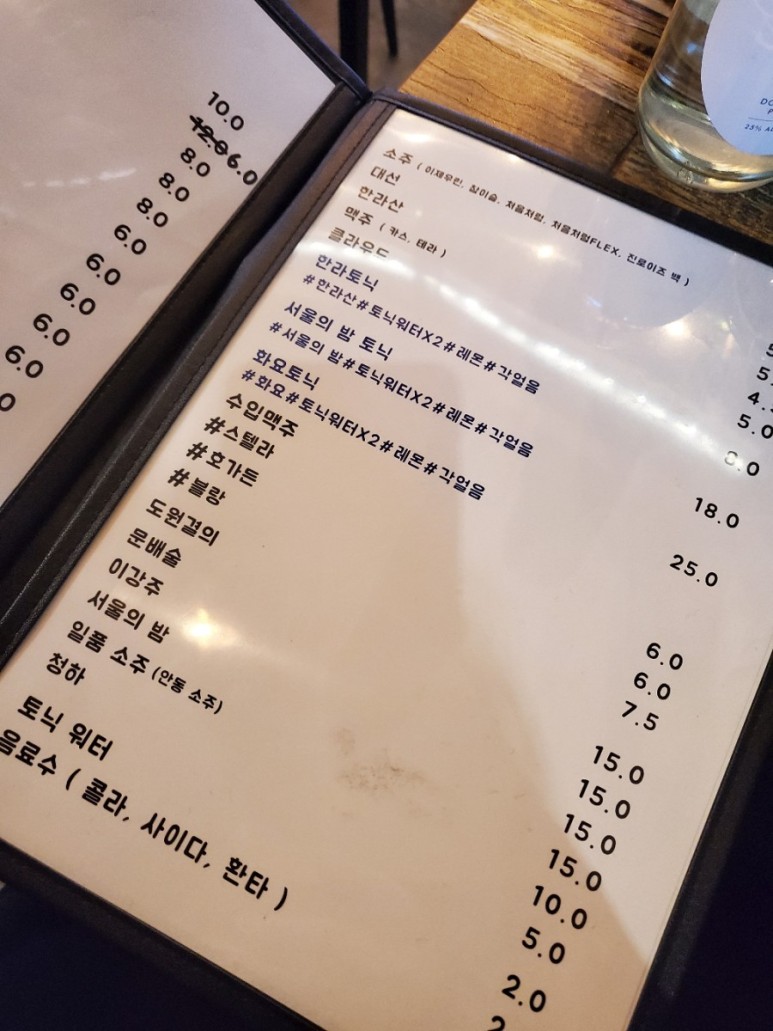 10.0
12.0 6.0
8.0
8.0
8.0
6.0
6.0
6.0
6.0
6.0
소주 ( 이제우린, 참이슬, 처음처럼, 처음처럼FLEX, 진로이즈 백 )
대선
한라산
맥주 ( 카스, 테라 )
클라우드 5.0
한라토닉
#한라산#토닉워터X2#레몬#각얼음
서울의 밤 토닉 18.0
#서울의 밤#토닉워터X2#레몬#각얼음
화요토닉 25.0
#화요#토닉워터X2#레몬#각얼음
수입맥주
#스텔라 6.0
#호가든 6.0
#블랑 7.5
도원결의 15.0
문배술 15.0
이강주 15.0
서울의 밤 15.0
일품 소주 (안동 소주) 10.0
청하 5.0
토닉 워터 2.0
음료수 ( 콜라, 사이다, 환타 )